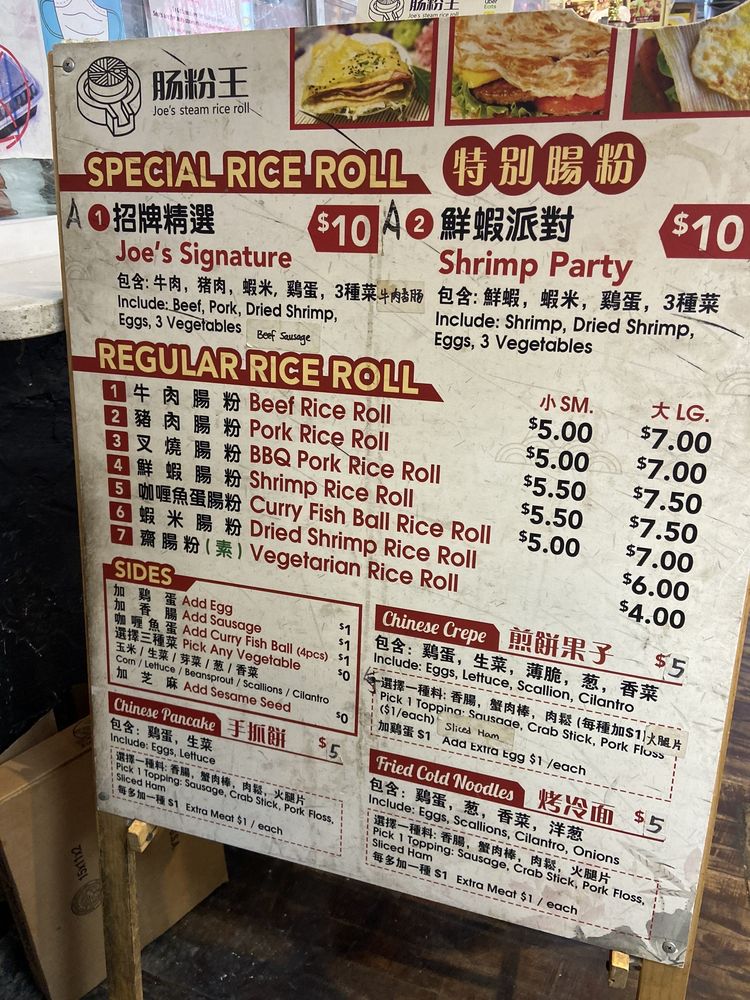 肠粉王
Joe's steam rice roll
肠粉王
Joe's steam rice roll
Uber Eats
SPECIAL RICE ROLL 特別腸粉
A 1 招牌精選 $10
Joe's Signature
包含: 牛肉, 猪肉, 蝦米, 鷄蛋, 3種菜 牛肉香腸
Include: Beef, Pork, Dried Shrimp,
Eggs, 3 Vegetables Beef Sausage
A 2 鮮蝦派對 $10
Shrimp Party
包含: 鮮蝦, 蝦米, 鷄蛋, 3種菜
Include: Shrimp, Dried Shrimp,
Eggs, 3 Vegetables
REGULAR RICE ROLL
小 SM. 大 LG.
1 牛肉腸粉 Beef Rice Roll $5.00 $7.00
2 豬肉腸粉 Pork Rice Roll $5.00 $7.00
3 叉燒腸粉 BBQ Pork Rice Roll $5.50 $7.50
4 鮮蝦腸粉 Shrimp Rice Roll $5.50 $7.50
5 咖喱魚蛋腸粉 Curry Fish Ball Rice Roll $5.00 $7.00
6 蝦米腸粉 Dried Shrimp Rice Roll $6.00
7 齋腸粉(素) Vegetarian Rice Roll $4.00
SIDES
加鷄蛋 Add Egg $1
加香腸 Add Sausage $1
咖喱魚蛋 Add Curry Fish Ball (4pcs) $1
選擇三種菜 Pick Any Vegetable $0
玉米/生菜/芽菜/葱/香菜
Corn / Lettuce / Beansprout / Scallions / Cilantro
加芝麻 Add Sesame Seed $0
Chinese Pancake 手抓餅 $5
包含: 鷄蛋, 生菜
Include: Eggs, Lettuce
選擇一種料: 香腸, 蟹肉棒, 肉鬆, 火腿片
Pick 1 Topping: Sausage, Crab Stick, Pork Floss,
Sliced Ham
每多加一種 $1 Extra Meat $1 / each
Chinese Crepe 煎餅果子 $5
包含: 鷄蛋, 生菜, 薄脆, 葱, 香菜
Include: Eggs, Lettuce, Scallion, Cilantro
選擇一種料: 香腸, 蟹肉棒, 肉鬆 (每種加$1) 火腿片
Pick 1 Topping: Sausage, Crab Stick, Pork Floss
($1/each) Sliced Ham
加鷄蛋 $1 Add Extra Egg $1 /each
Fried Cold Noodles 烤冷面 $5
包含: 鷄蛋, 葱, 香菜, 洋葱
Include: Eggs, Scallions, Cilantro, Onions
選擇一種料: 香腸, 蟹肉棒, 肉鬆, 火腿片
Pick 1 Topping: Sausage, Crab Stick, Pork Floss,
Sliced Ham
每多加一種 $1 Extra Meat $1 / each